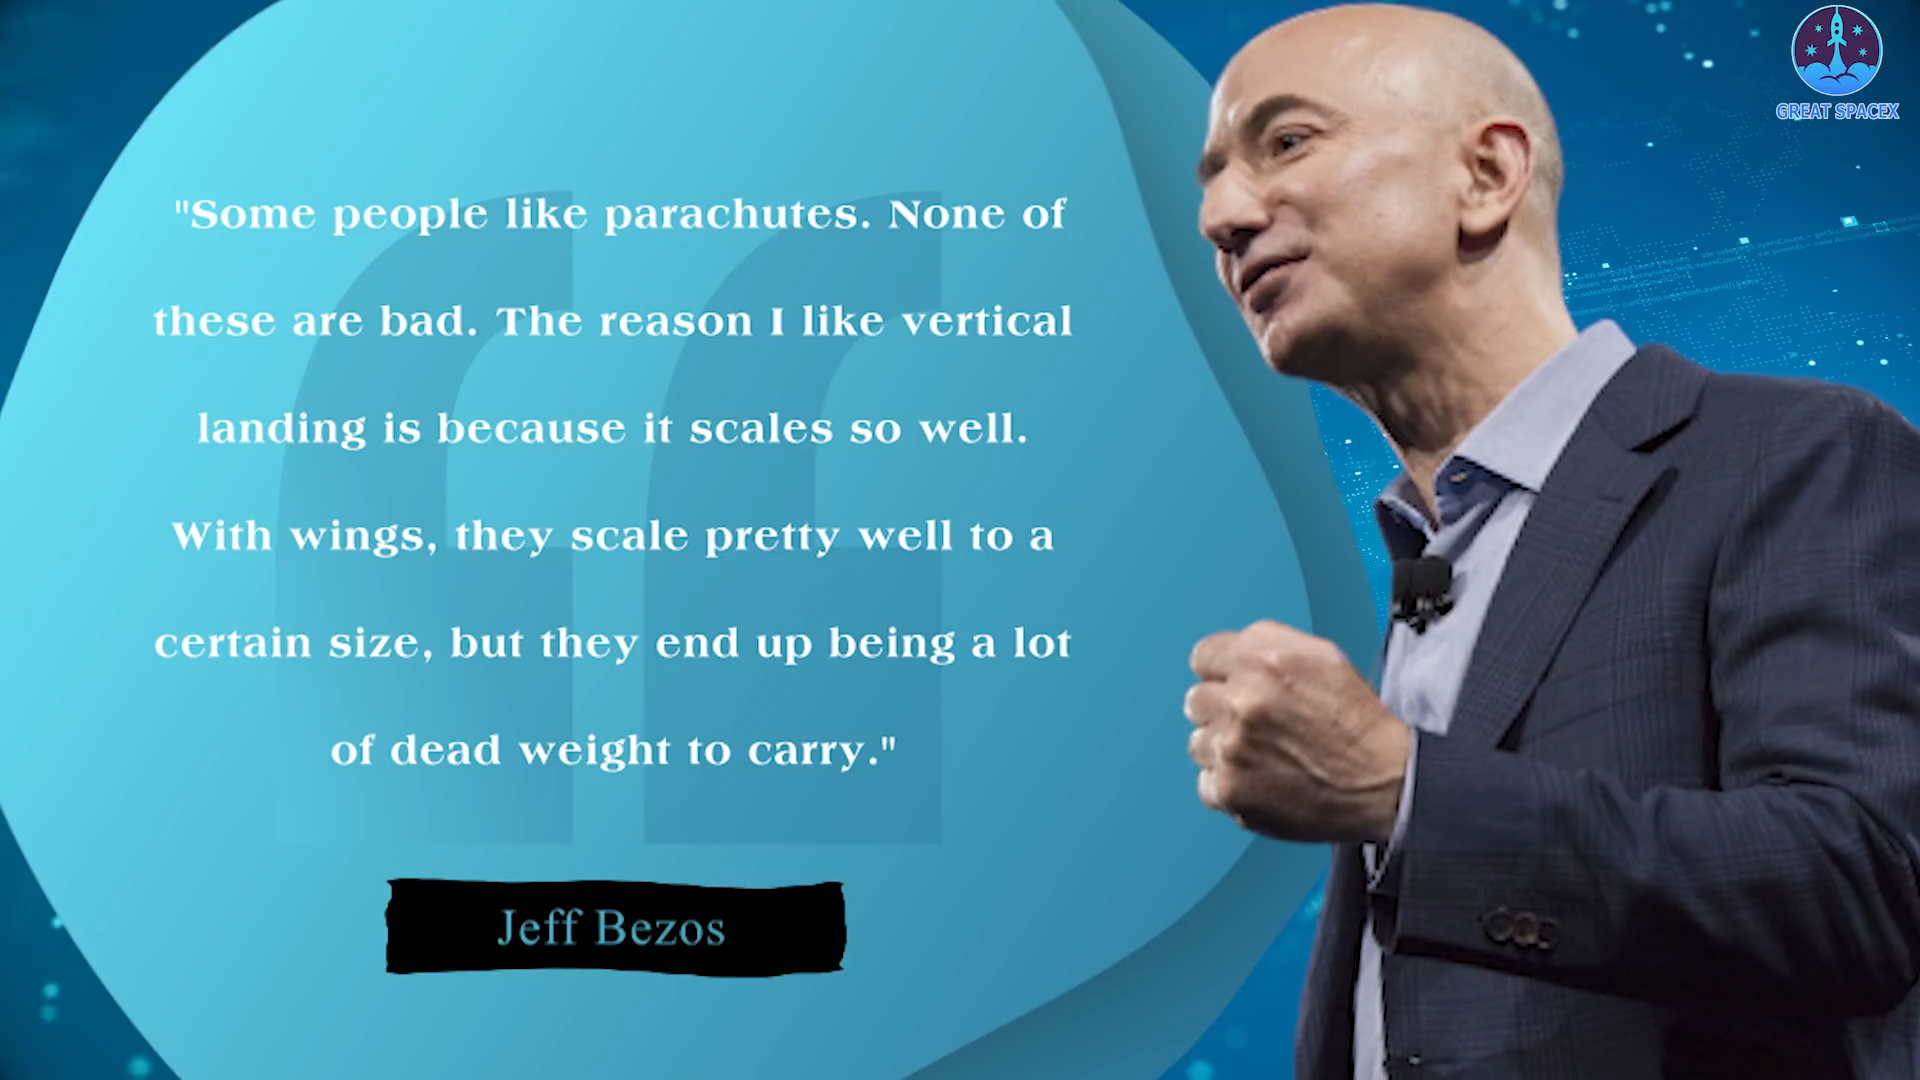 GREAT SPACEX
"Some people like parachutes. None of
these are bad. The reason I like vertical
landing is because it scales so well.
With wings, they scale pretty well to a
certain size, but they end up being a lot
of dead weight to carry."
Jeff Bezos